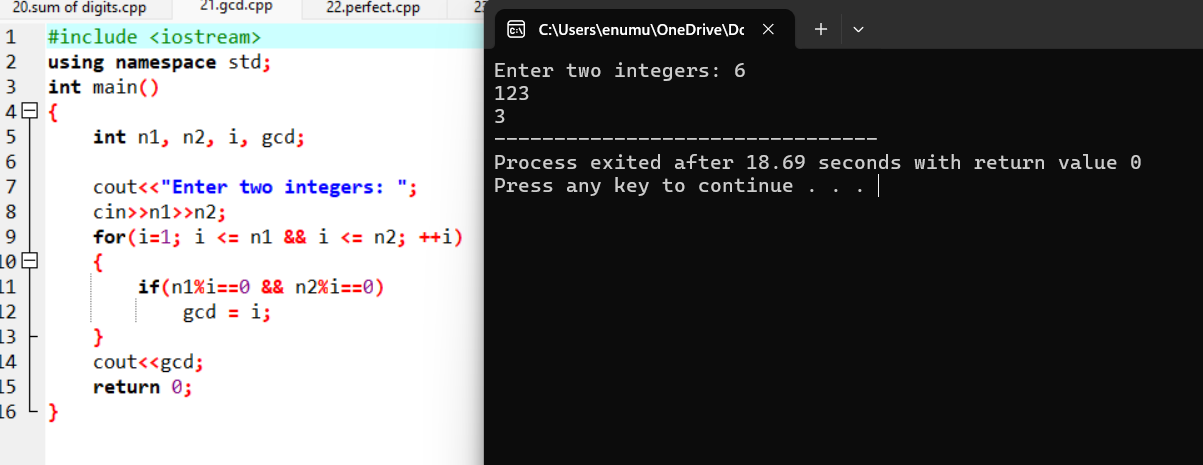 20.sum of digits.cpp 21.gcd.cpp 22.perfect.cpp
1 #include <iostream>
2 using namespace std;
3 int main()
4 {
5 int n1, n2, i, gcd;
6
7 cout<<"Enter two integers: ";
8 cin>>n1>>n2;
9 for(i=1; i <= n1 && i <= n2; ++i)
10 {
11 if(n1%i==0 && n2%i==0)
12 gcd = i;
13 }
14 cout<<gcd;
15 return 0;
16 }
C:\Users\enumu\OneDrive\Dc
Enter two integers: 6
123
3
--------------------------------
Process exited after 18.69 seconds with return value 0
Press any key to continue . . .